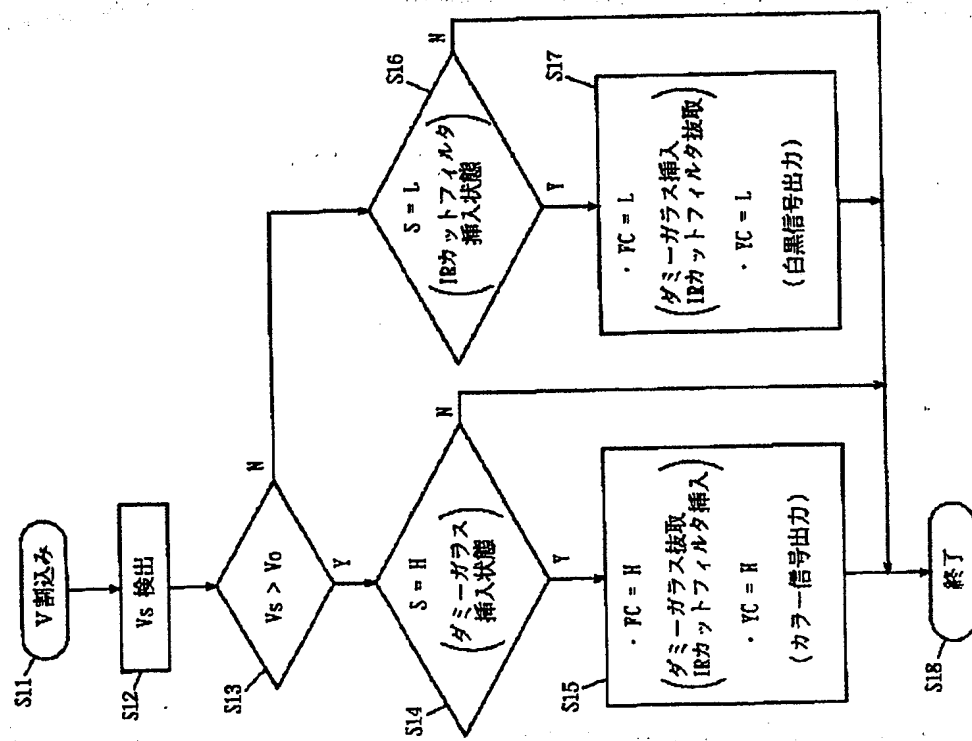 S11
V 割込み
S12
Vs 検出
S13
Vs > Vo
N
Y
S14
S = H
(ダミーガラス
挿入状態)
N
Y
S15
・FC = H
(ダミーガラス抜取
IRカットフィルタ挿入)
・YC = H
(カラー信号出力)
S16
S = L
(IRカットフィルタ
挿入状態)
N
Y
S17
・FC = L
(ダミーガラス挿入
IRカットフィルタ抜取)
・YC = L
(白黒信号出力)
S18
終了